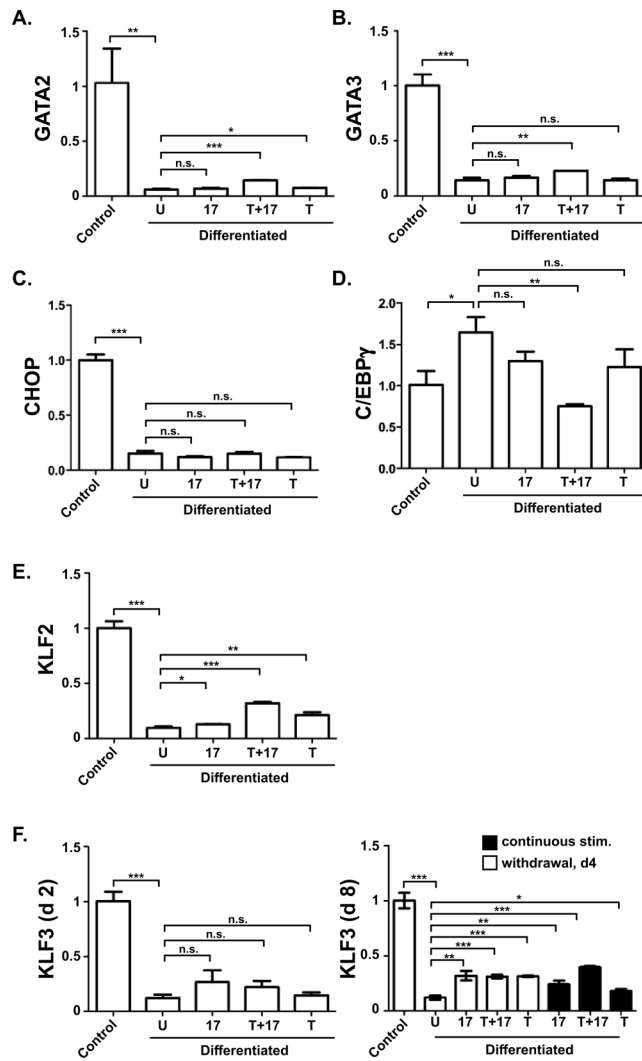 A.
GATA2
1.5
1
0.5
0
**
*
***
n.s.
Control
U 17 T+17 T
Differentiated
B.
GATA3
1.5
1
0.5
0
***
n.s.
**
n.s.
Control
U 17 T+17 T
Differentiated
C.
CHOP
1.5
1.0
0.5
0.0
***
n.s.
n.s.
n.s.
Control
U 17 T+17 T
Differentiated
D.
C/EBPγ
2.0
1.5
1.0
0.5
0.0
n.s.
**
* n.s.
Control
U 17 T+17 T
Differentiated
E.
KLF2
1.5
1
0.5
0
***
**
***
*
Control
U 17 T+17 T
Differentiated
F.
KLF3 (d 2)
1.5
1
0.5
0
***
n.s.
n.s.
n.s.
Control
U 17 T+17 T
Differentiated
continuous stim.
withdrawal, d4
KLF3 (d 8)
1.5
1
0.5
0
***
*
***
**
***
***
**
Control
U 17 T+17 T 17 T+17 T
Differentiated